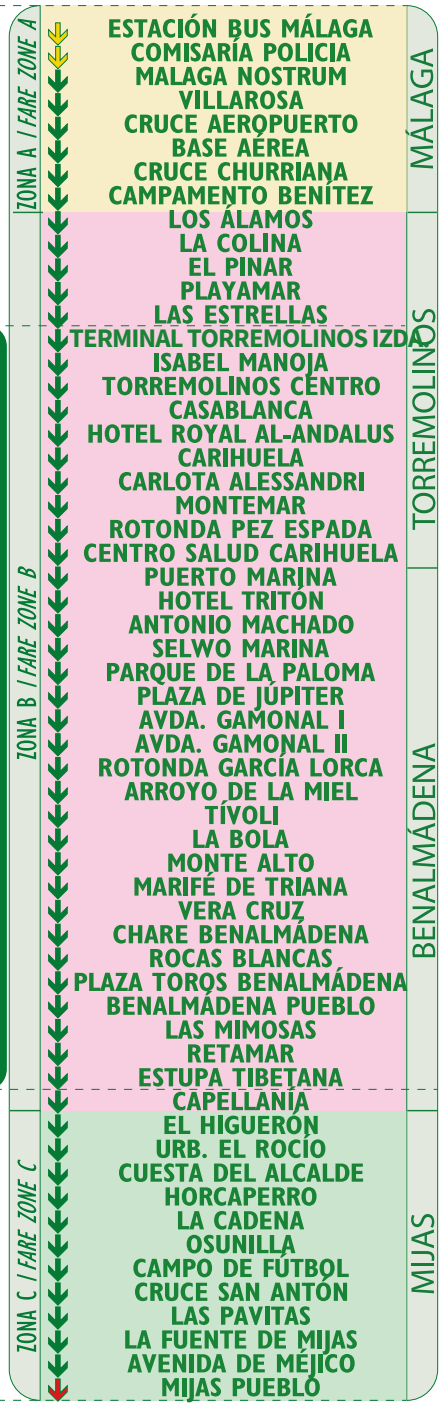 ZONA A / FARE ZONE A
ESTACIÓN BUS MÁLAGA
COMISARÍA POLICIA
MALAGA NOSTRUM
VILLAROSA
CRUCE AEROPUERTO
BASE AÉREA
CRUCE CHURRIANA
CAMPAMENTO BENÍTEZ
MÁLAGA
ZONA B / FARE ZONE B
LOS ÁLAMOS
LA COLINA
EL PINAR
PLAYAMAR
LAS ESTRELLAS
TERMINAL TORREMOLINOS IZDA
ISABEL MANOJA
TORREMOLINOS CENTRO
CASABLANCA
HOTEL ROYAL AL-ANDALUS
CARIHUELA
CARLOTA ALESSANDRI
MONTEMAR
ROTONDA PEZ ESPADA
CENTRO SALUD CARIHUELA
TORREMOLINOS
PUERTO MARINA
HOTEL TRITÓN
ANTONIO MACHADO
SELWO MARINA
PARQUE DE LA PALOMA
PLAZA DE JÚPITER
AVDA. GAMONAL I
AVDA. GAMONAL II
ROTONDA GARCÍA LORCA
ARROYO DE LA MIEL
TÍVOLI
LA BOLA
MONTE ALTO
MARIFÉ DE TRIANA
VERA CRUZ
CHARE BENALMÁDENA
ROCAS BLANCAS
PLAZA TOROS BENALMÁDENA
BENALMÁDENA PUEBLO
LAS MIMOSAS
RETAMAR
ESTUPA TIBETANA
CAPELLANÍA
BENALMÁDENA
ZONA C / FARE ZONE C
EL HIGUERÓN
URB. EL ROCÍO
CUESTA DEL ALCALDE
HORCAPERRO
LA CADENA
OSUNILLA
CAMPO DE FÚTBOL
CRUCE SAN ANTÓN
LAS PAVITAS
LA FUENTE DE MIJAS
AVENIDA DE MÉJICO
MIJAS PUEBLO
MIJAS